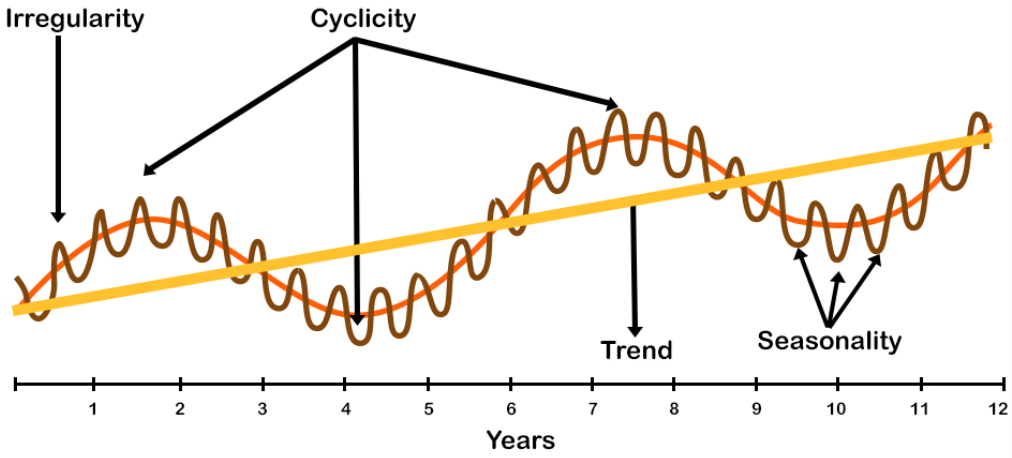 Irregularity
Cyclicity
Trend
Seasonality
1 2 3 4 5 6 7 8 9 10 11 12
Years